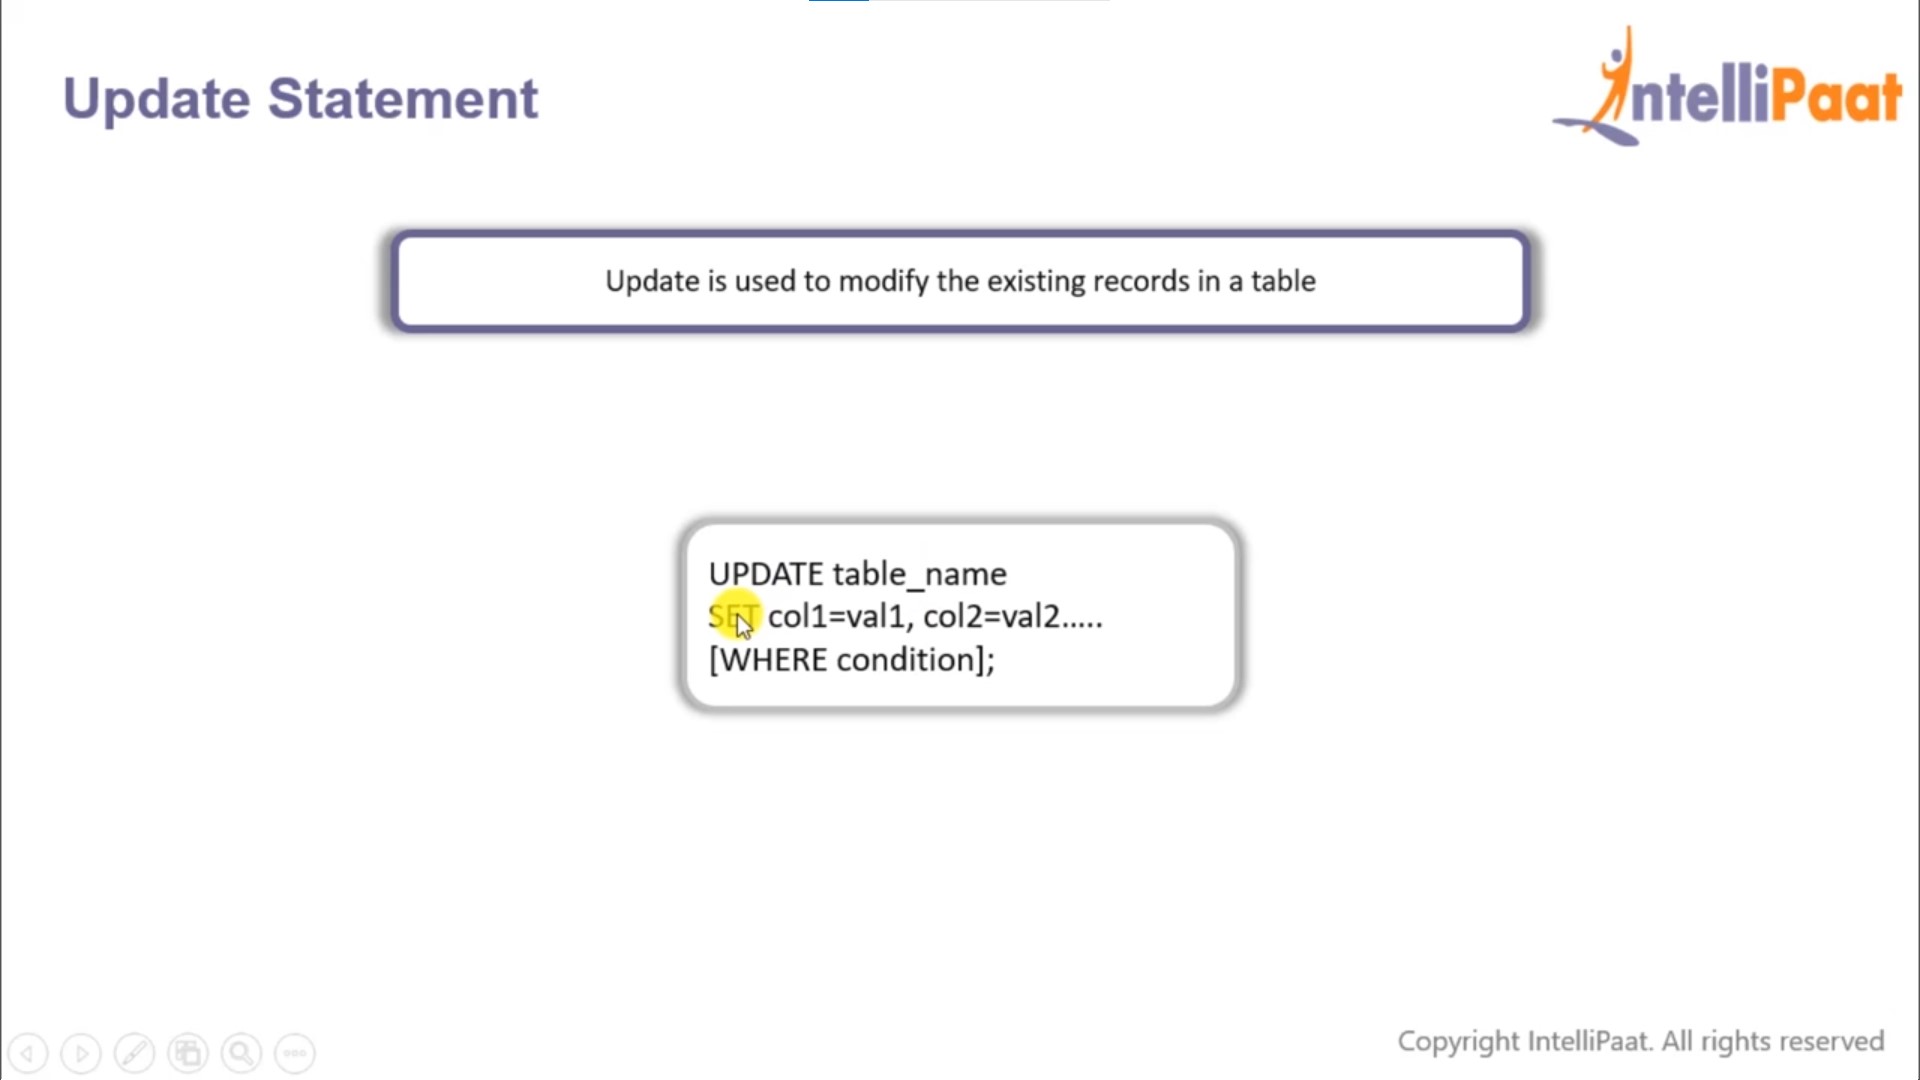 Update Statement
IntelliPaat
Update is used to modify the existing records in a table
UPDATE table_name
SET col1=val1, col2=val2.....
[WHERE condition];
Copyright IntelliPaat. All rights reserved